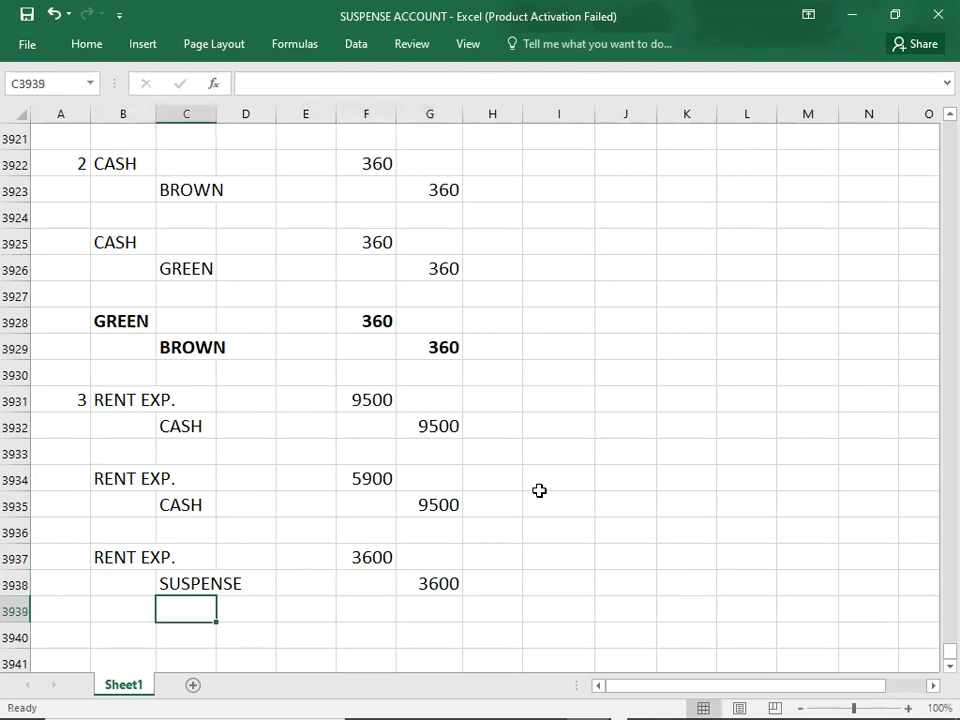 SUSPENSE ACCOUNT - Excel (Product Activation Failed)
File Home Insert Page Layout Formulas Data Review View Tell me what you want to do... Share
C3939 fx
A B C D E F G H I J K L M N O
3921
3922 2 CASH 360
3923 BROWN 360
3924
3925 CASH 360
3926 GREEN 360
3927
3928 GREEN 360
3929 BROWN 360
3930
3931 3 RENT EXP. 9500
3932 CASH 9500
3933
3934 RENT EXP. 5900
3935 CASH 9500
3936
3937 RENT EXP. 3600
3938 SUSPENSE 3600
3939
3940
3941
Sheet1
Ready 100%